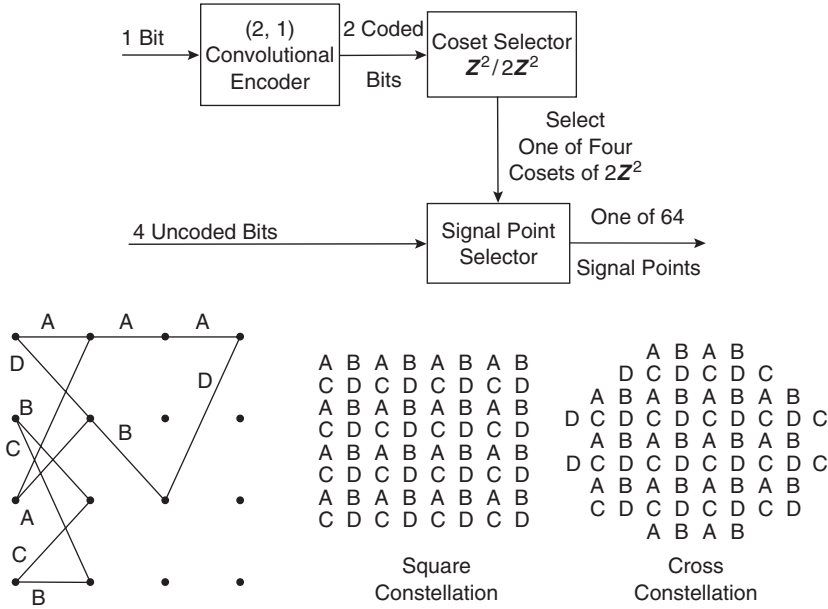 1 Bit
(2, 1)
Convolutional
Encoder
2 Coded
Bits
Coset Selector
Z²/2Z²
Select
One of Four
Cosets of 2Z²
4 Uncoded Bits
Signal Point
Selector
One of 64
Signal Points
A A A
D
D
B
B
C
A
C
B
A B A B A B A B
C D C D C D C D
A B A B A B A B
C D C D C D C D
A B A B A B A B
C D C D C D C D
A B A B A B A B
C D C D C D C D
Square
Constellation
A B A B
D C D C D C
A B A B A B A B
D C D C D C D C D C
A B A B A B A B
D C D C D C D C D C
A B A B A B A B
C D C D C D C D
A B A B
Cross
Constellation